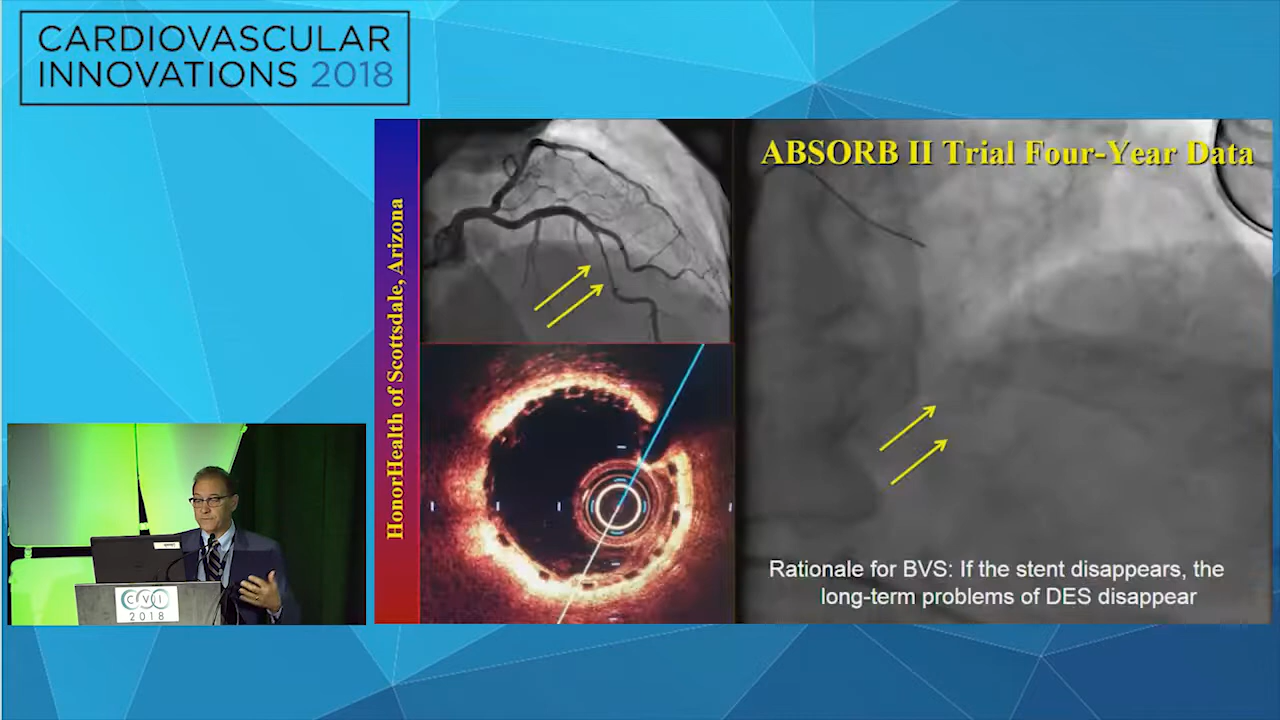 CARDIOVASCULAR
INNOVATIONS 2018
HonorHealth of Scottsdale, Arizona
ABSORB II Trial Four-Year Data
Rationale for BVS: If the stent disappears, the
long-term problems of DES disappear
CVI
2018